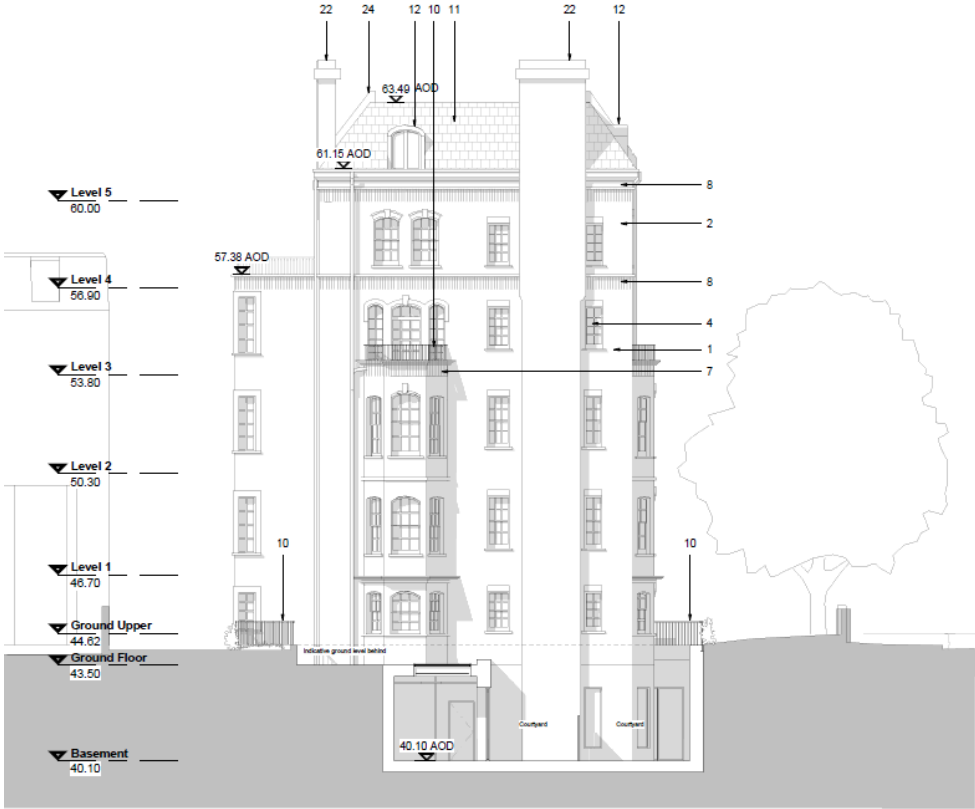 22 24 12 10 11 22 12
63.49 AOD
61.15 AOD
8
Level 5
60.00
2
57.38 AOD
Level 4
56.90
8
4
1
Level 3
53.80
7
Level 2
50.30
10
10
Level 1
46.70
Ground Upper
44.62
Indicative ground level behind
Ground Floor
43.50
Courtyard
Courtyard
40.10 AOD
Basement
40.10